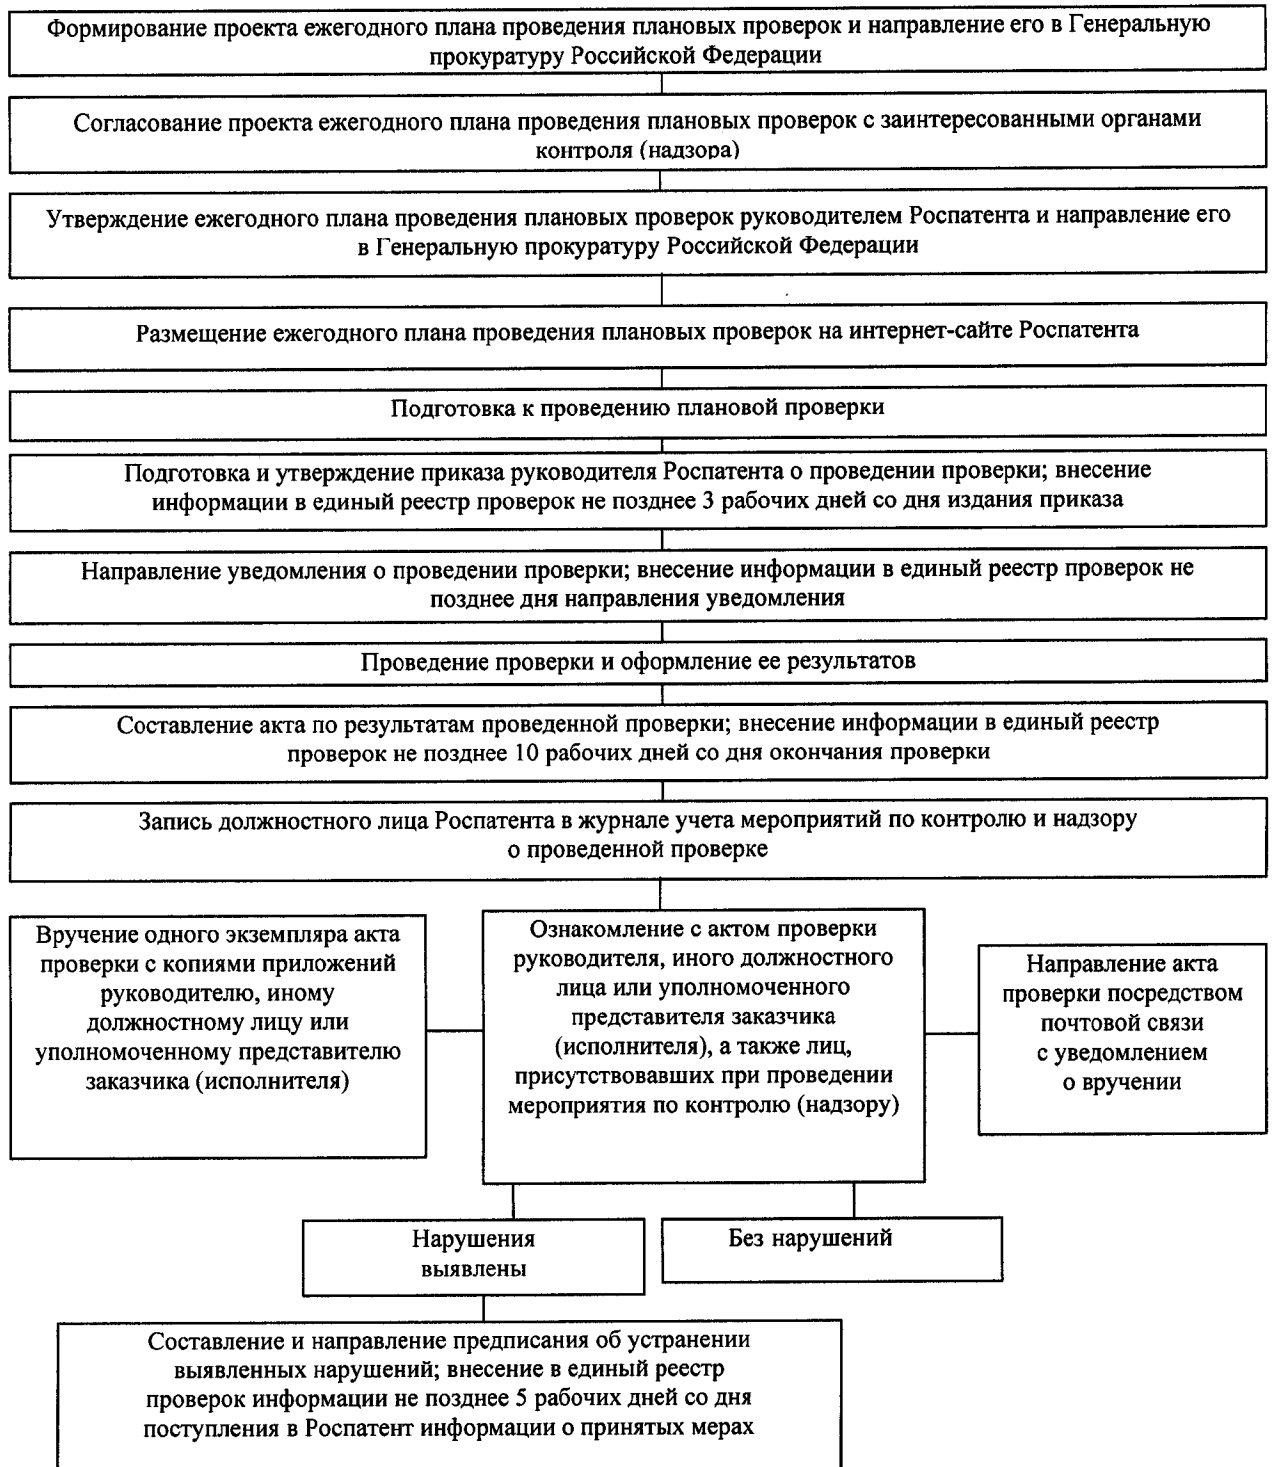 Формирование проекта ежегодного плана проведения плановых проверок и направление его в Генеральную
прокуратуру Российской Федерации
Согласование проекта ежегодного плана проведения плановых проверок с заинтересованными органами
контроля (надзора)
Утверждение ежегодного плана проведения плановых проверок руководителем Роспатента и направление его
в Генеральную прокуратуру Российской Федерации
Размещение ежегодного плана проведения плановых проверок на интернет-сайте Роспатента
Подготовка к проведению плановой проверки
Подготовка и утверждение приказа руководителя Роспатента о проведении проверки; внесение
информации в единый реестр проверок не позднее 3 рабочих дней со дня издания приказа
Направление уведомления о проведении проверки; внесение информации в единый реестр проверок не
позднее дня направления уведомления
Проведение проверки и оформление ее результатов
Составление акта по результатам проведенной проверки; внесение информации в единый реестр
проверок не позднее 10 рабочих дней со дня окончания проверки
Запись должностного лица Роспатента в журнале учета мероприятий по контролю и надзору
о проведенной проверке
Вручение одного экземпляра акта
проверки с копиями приложений
руководителю, иному
должностному лицу или
уполномоченному представителю
заказчика (исполнителя)
Ознакомление с актом проверки
руководителя, иного должностного
лица или уполномоченного
представителя заказчика
(исполнителя), а также лиц,
присутствовавших при проведении
мероприятия по контролю (надзору)
Направление акта
проверки посредством
почтовой связи
с уведомлением
о вручении
Нарушения
выявлены
Без нарушений
Составление и направление предписания об устранении
выявленных нарушений; внесение в единый реестр
проверок информации не позднее 5 рабочих дней со дня
поступления в Роспатент информации о принятых мерах